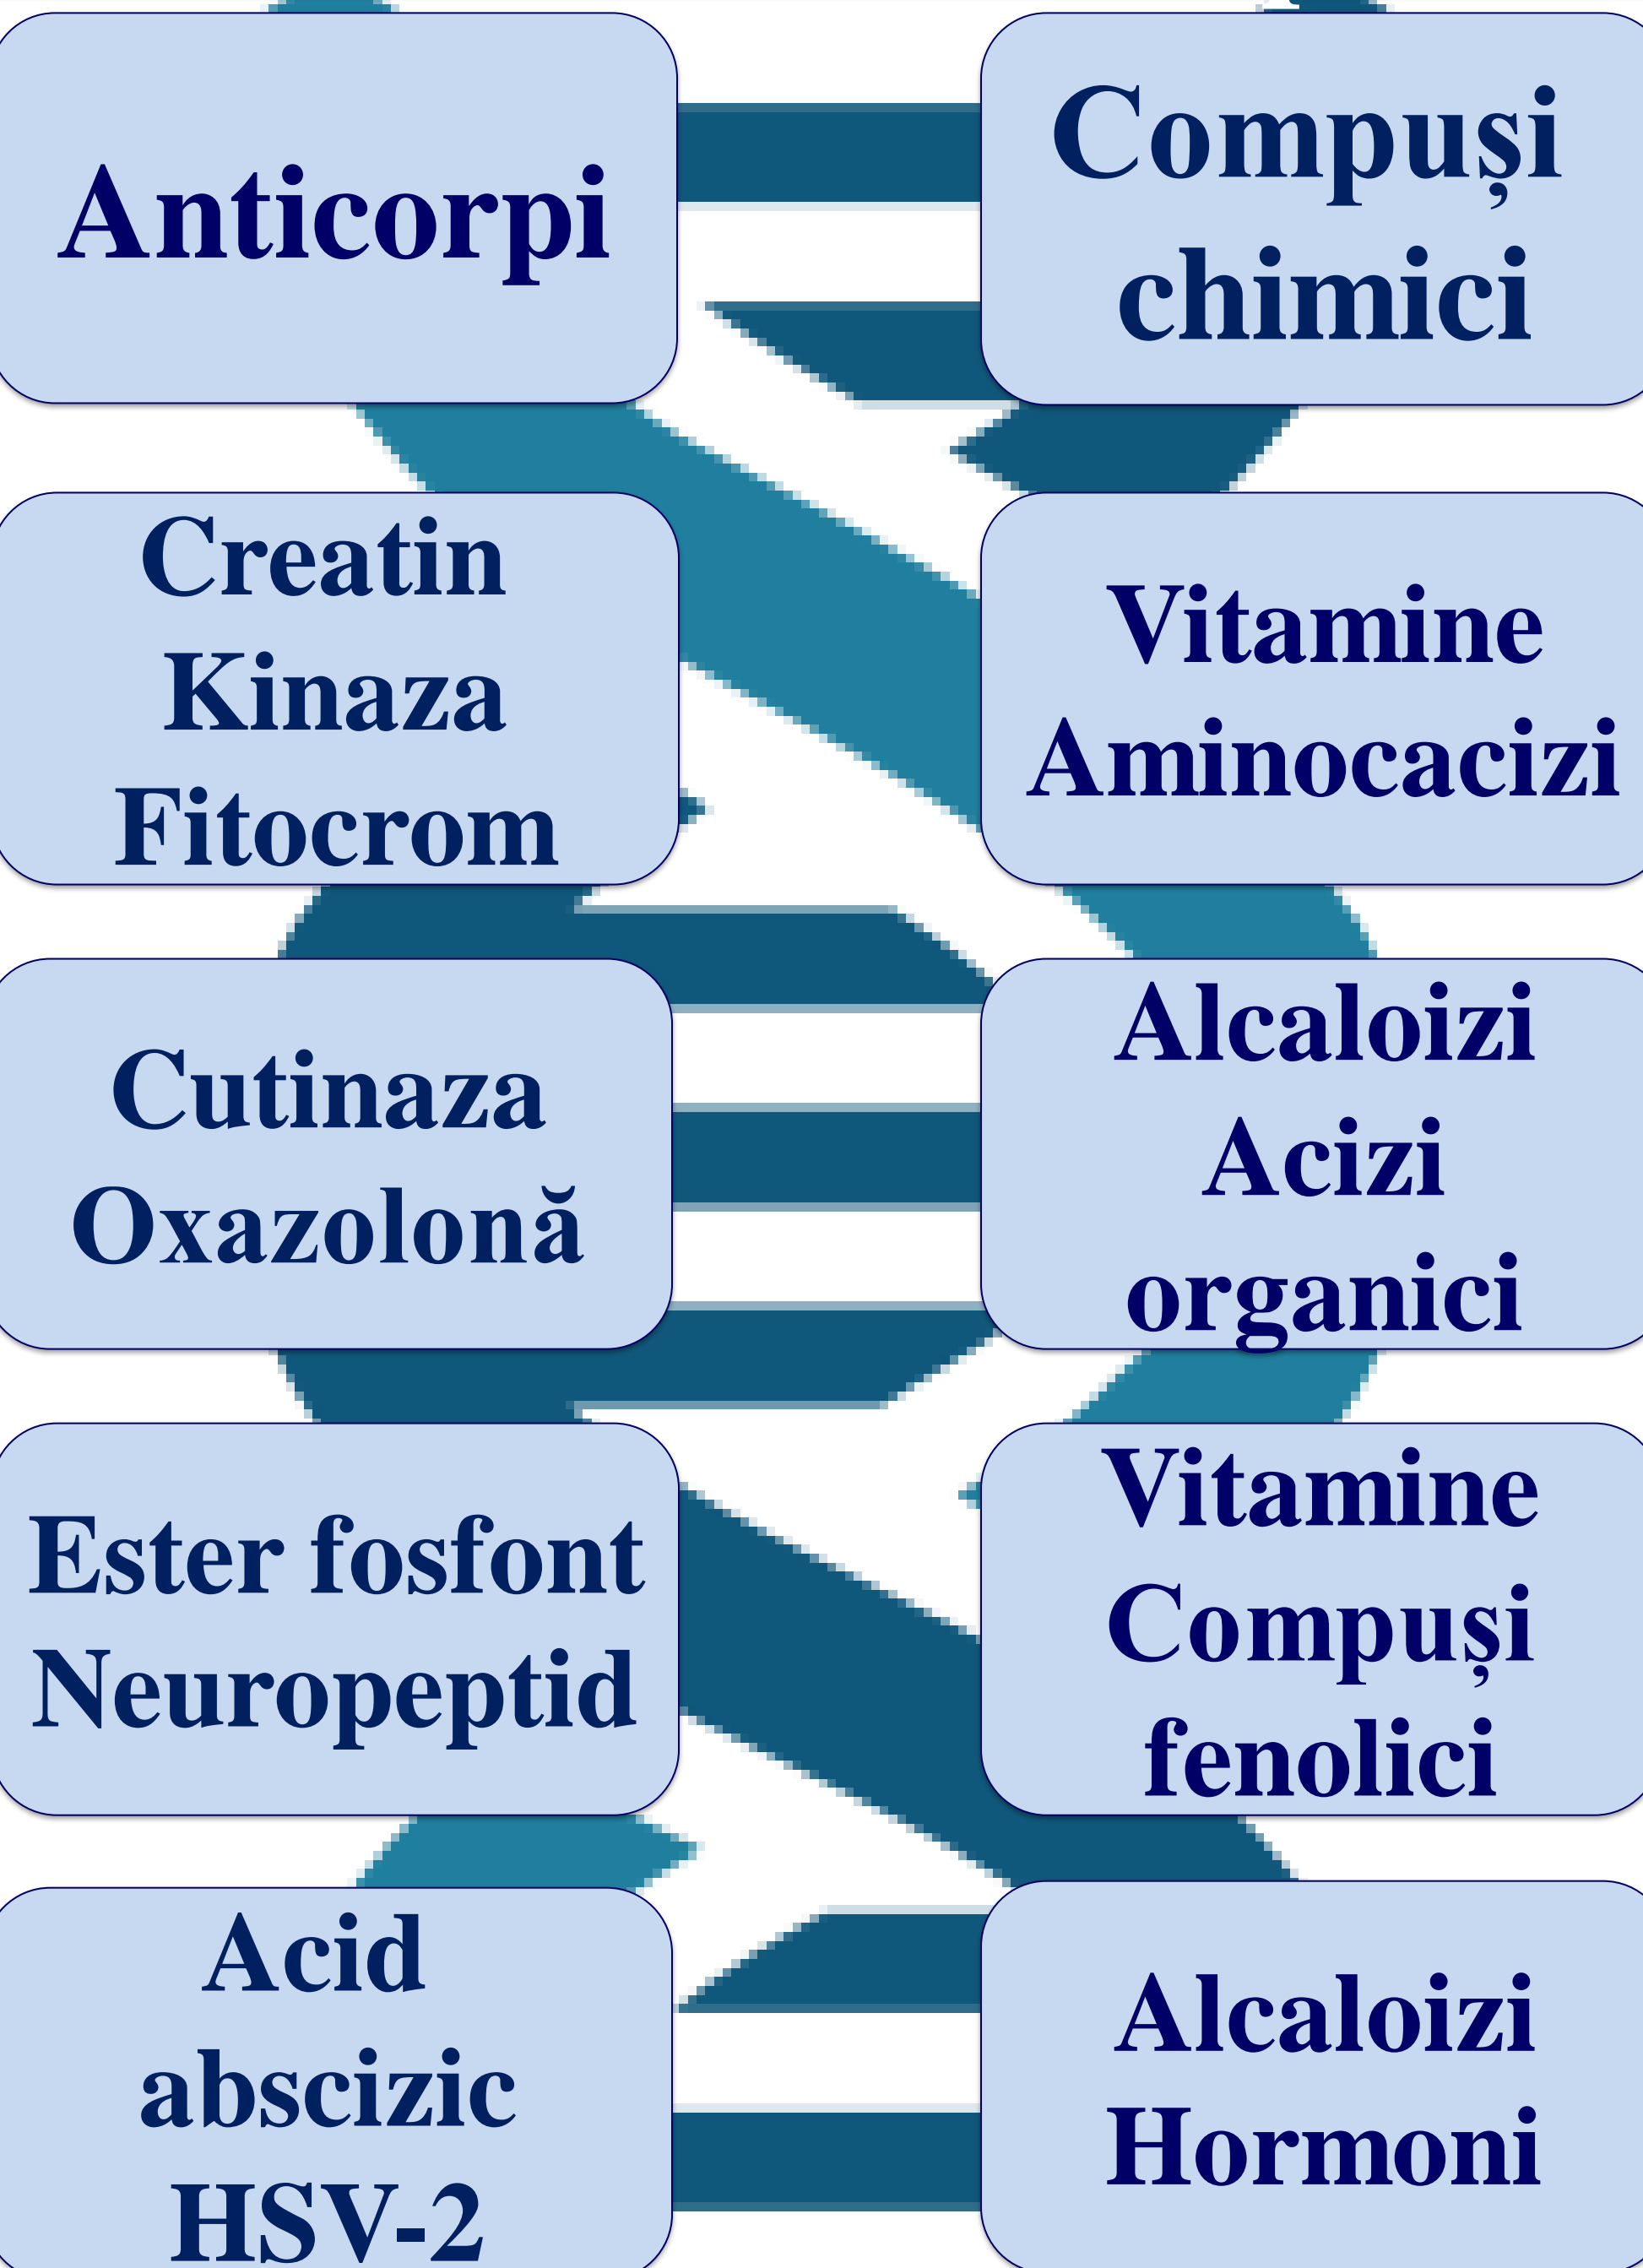 Anticorpi
Compuși
chimici
Creatin
Kinaza
Fitocrom
Vitamine
Aminocacizi
Cutinaza
Oxazolonă
Alcaloizi
Acizi
organici
Ester fosfont
Neuropeptid
Vitamine
Compuși
fenolici
Acid
abscizic
HSV-2
Alcaloizi
Hormoni